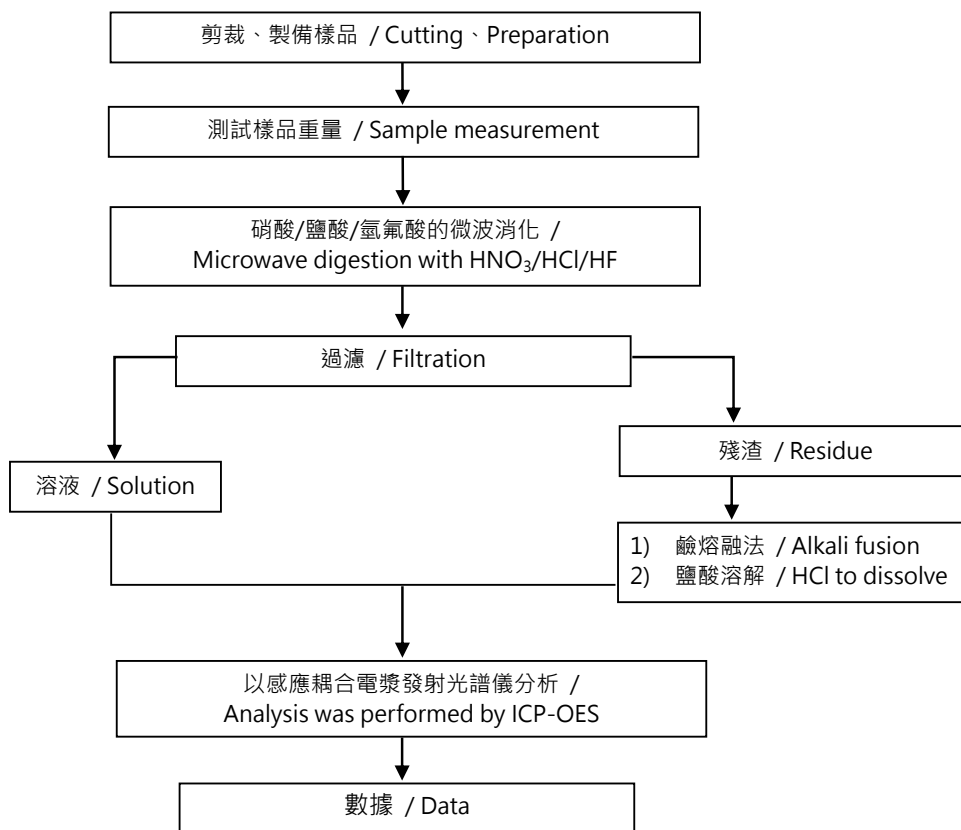 剪裁、製備樣品 / Cutting、Preparation
測試樣品重量 / Sample measurement
硝酸/鹽酸/氫氟酸的微波消化 /
Microwave digestion with HNO₃/HCl/HF
過濾 / Filtration
溶液 / Solution
殘渣 / Residue
1) 鹼熔融法 / Alkali fusion
2) 鹽酸溶解 / HCl to dissolve
以感應耦合電漿發射光譜儀分析 /
Analysis was performed by ICP-OES
數據 / Data